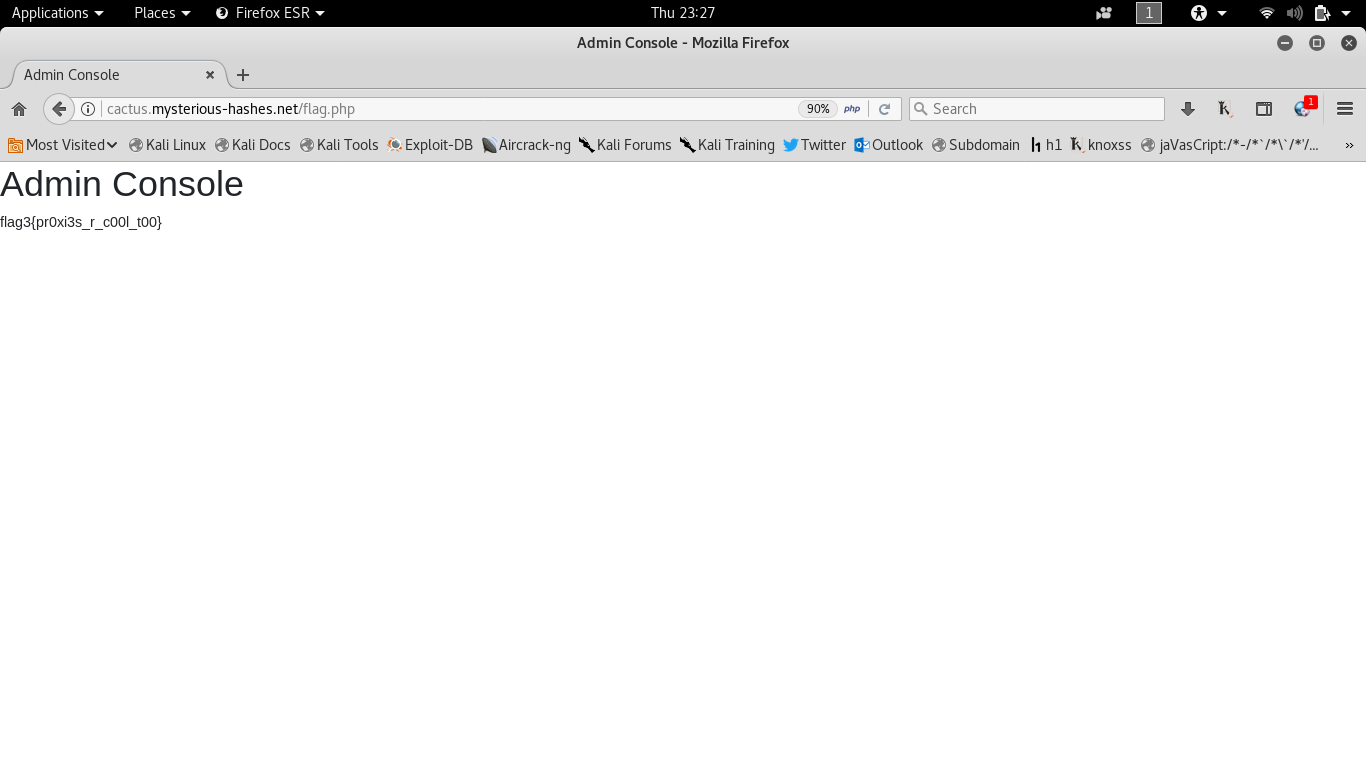 Applications Places Firefox ESR Thu 23:27 1
Admin Console - Mozilla Firefox
Admin Console
cactus.mysterious-hashes.net/flag.php 90% php Search 1
Most Visited Kali Linux Kali Docs Kali Tools Exploit-DB Aircrack-ng Kali Forums Kali Training Twitter Outlook Subdomain h1 knoxss jaVasCript:/*-/*`/*\`/*'/... »
Admin Console
flag3{pr0xi3s_r_c00l_t00}